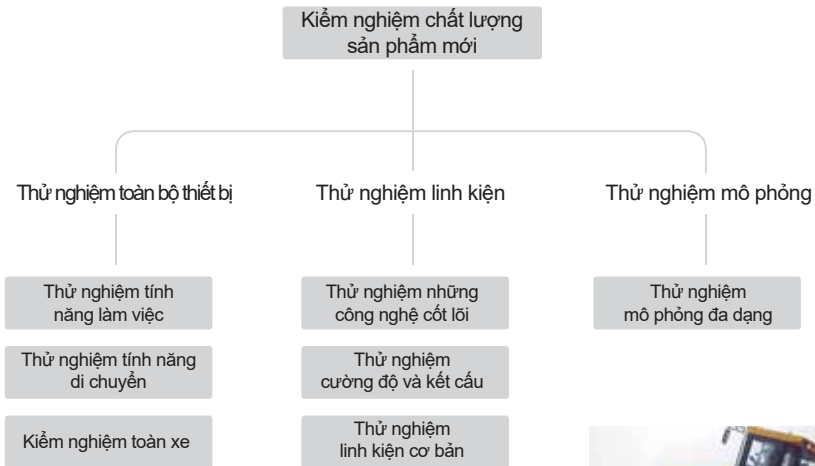 Kiểm nghiệm chất lượng
sản phẩm mới
Thử nghiệm toàn bộ thiết bị
Thử nghiệm linh kiện
Thử nghiệm mô phỏng
Thử nghiệm tính
năng làm việc
Thử nghiệm tính năng
di chuyển
Kiểm nghiệm toàn xe
Thử nghiệm những
công nghệ cốt lõi
Thử nghiệm
cường độ và kết cấu
Thử nghiệm
linh kiện cơ bản
Thử nghiệm
mô phỏng đa dạng